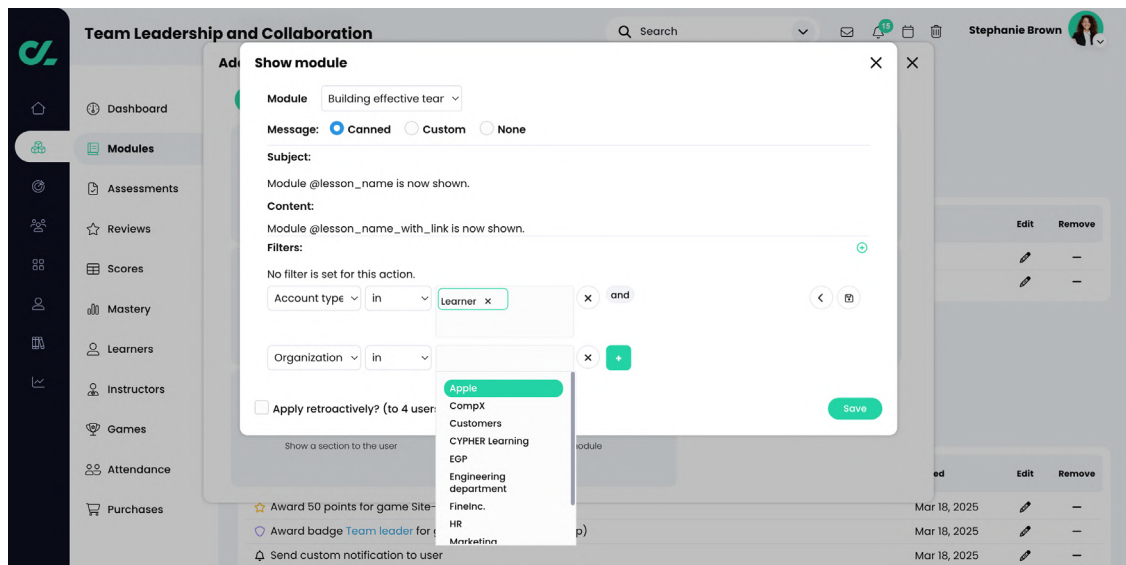 Team Leadership and Collaboration
Search
15
Stephanie Brown
Ad
Show module
Module Building effective tear
Message: Canned Custom None
Subject:
Module @lesson_name is now shown.
Content:
Module @lesson_name_with_link is now shown.
Filters:
No filter is set for this action.
Account type in Learner × and
Organization in
Apple
CompX
Customers
CYPHER Learning
EGP
Engineering
department
FineInc.
HR
Marketing
Apply retroactively? (to 4 user
Save
Dashboard
Modules
Assessments
Reviews
Scores
Mastery
Learners
Instructors
Games
Attendance
Purchases
Edit Remove
Show a section to the user
odule
ed Edit Remove
Award 50 points for game Site- Mar 18, 2025
Award badge Team leader for p) Mar 18, 2025
Send custom notification to user Mar 18, 2025